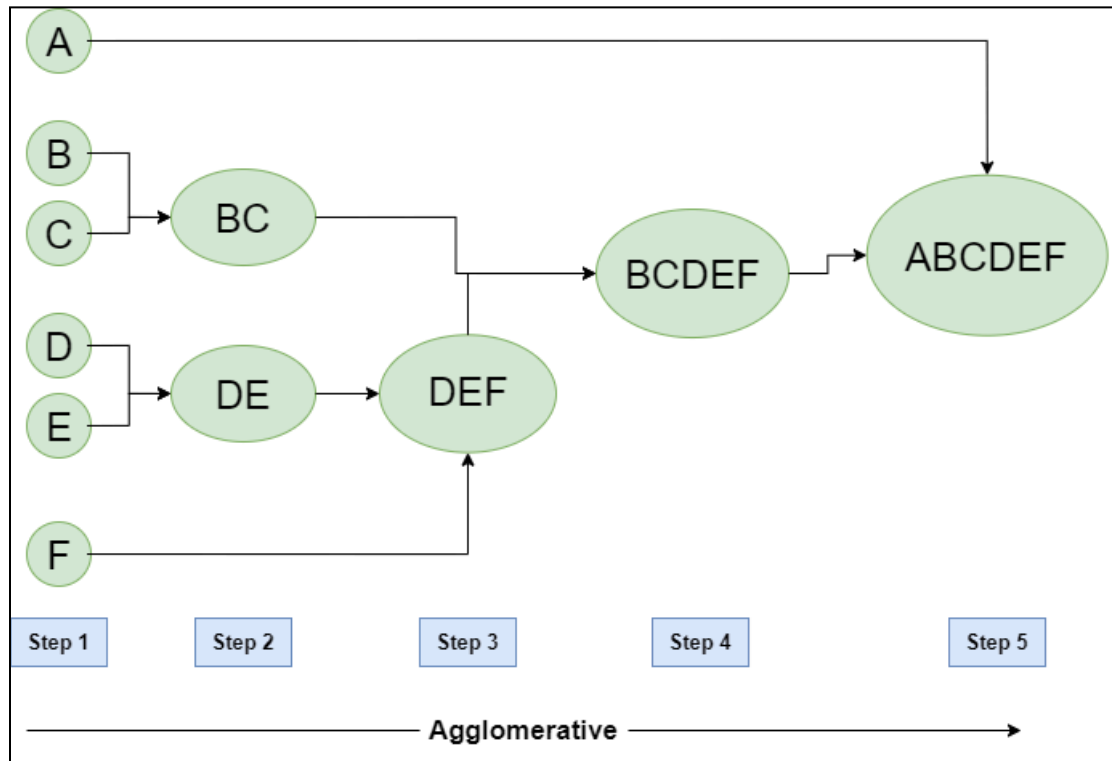 A
B
C
BC
D
E
DE
F
DEF
BCDEF
ABCDEF
Step 1
Step 2
Step 3
Step 4
Step 5
Agglomerative